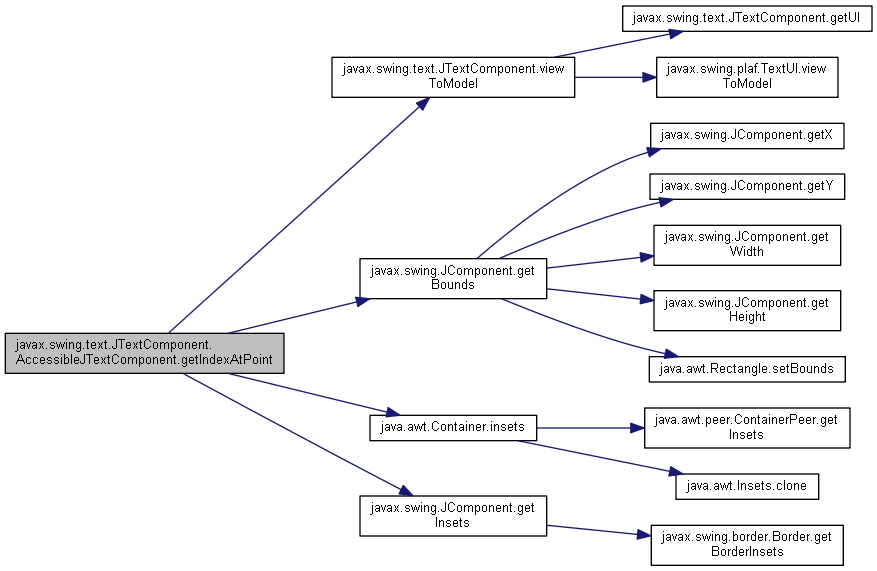 javax.swing.text.JTextComponent.getUI
javax.swing.text.JTextComponent.view
ToModel
javax.swing.plaf.TextUI.view
ToModel
javax.swing.JComponent.getX
javax.swing.JComponent.getY
javax.swing.JComponent.get
Width
javax.swing.JComponent.get
Bounds
javax.swing.JComponent.get
Height
javax.swing.text.JTextComponent.
AccessibleJTextComponent.getIndexAtPoint
java.awt.Rectangle.setBounds
java.awt.Container.insets
java.awt.peer.ContainerPeer.get
Insets
java.awt.Insets.clone
javax.swing.JComponent.get
Insets
javax.swing.border.Border.get
BorderInsets